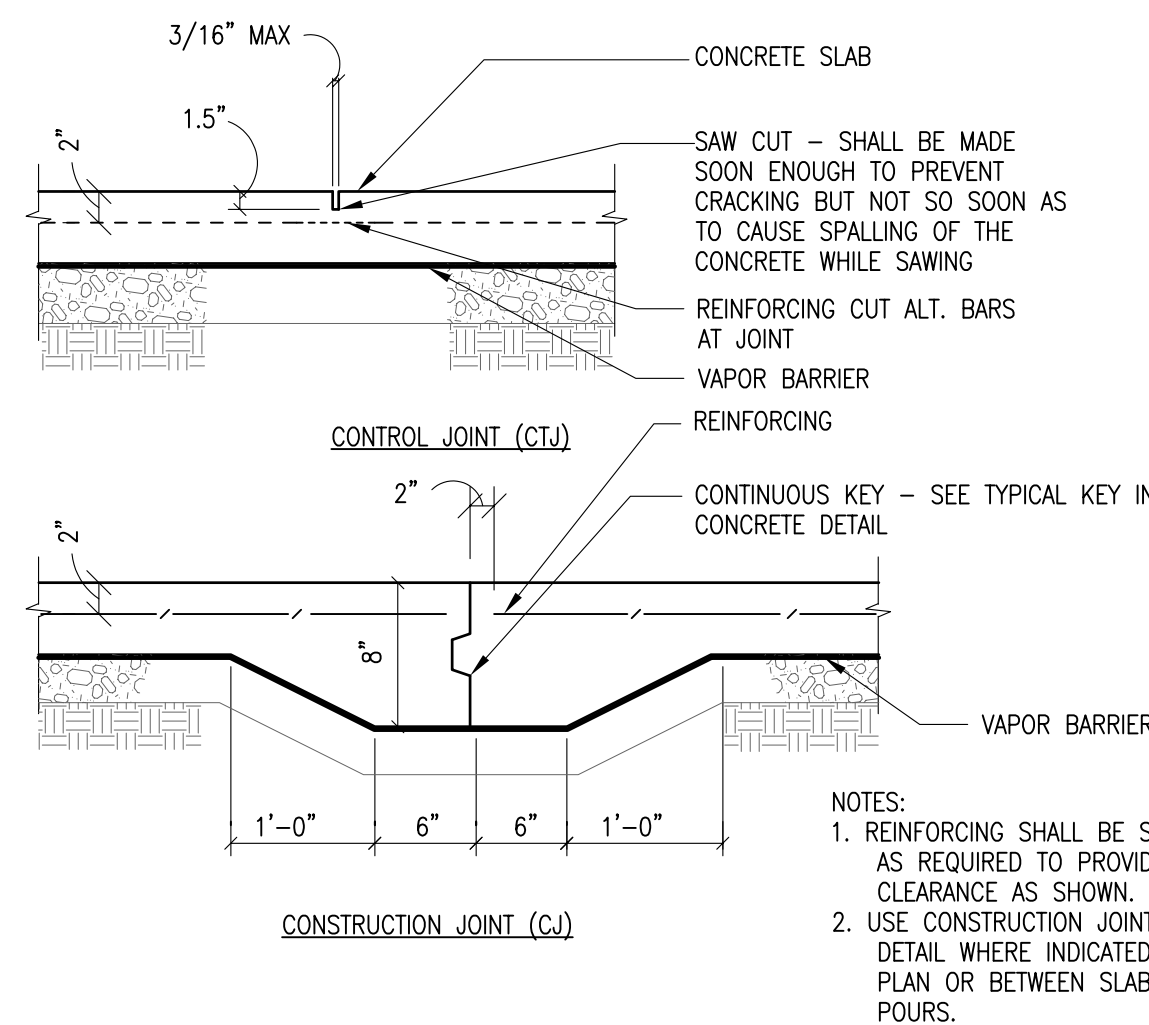 3/16" MAX
CONCRETE SLAB
1.5"
2"
SAW CUT – SHALL BE MADE
SOON ENOUGH TO PREVENT
CRACKING BUT NOT SO SOON AS
TO CAUSE SPALLING OF THE
CONCRETE WHILE SAWING
REINFORCING CUT ALT. BARS
AT JOINT
VAPOR BARRIER
CONTROL JOINT (CTJ)
REINFORCING
2"
CONTINUOUS KEY – SEE TYPICAL KEY IN
CONCRETE DETAIL
2"
8"
VAPOR BARRIER
1'-0" 6" 6" 1'-0"
CONSTRUCTION JOINT (CJ)
NOTES:
1. REINFORCING SHALL BE
AS REQUIRED TO
CLEARANCE AS SHOWN.
2. USE CONSTRUCTION JOINT
DETAIL WHERE INDICATED
PLAN OR BETWEEN SLAB
POURS.